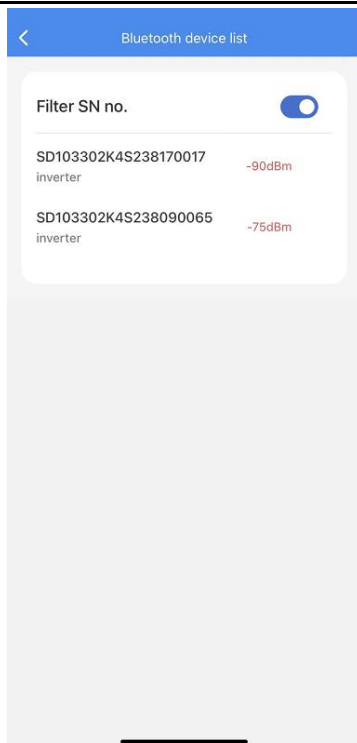 Bluetooth device list
Filter SN no.
SD103302K4S238170017
-90dBm
inverter
SD103302K4S238090065
-75dBm
inverter